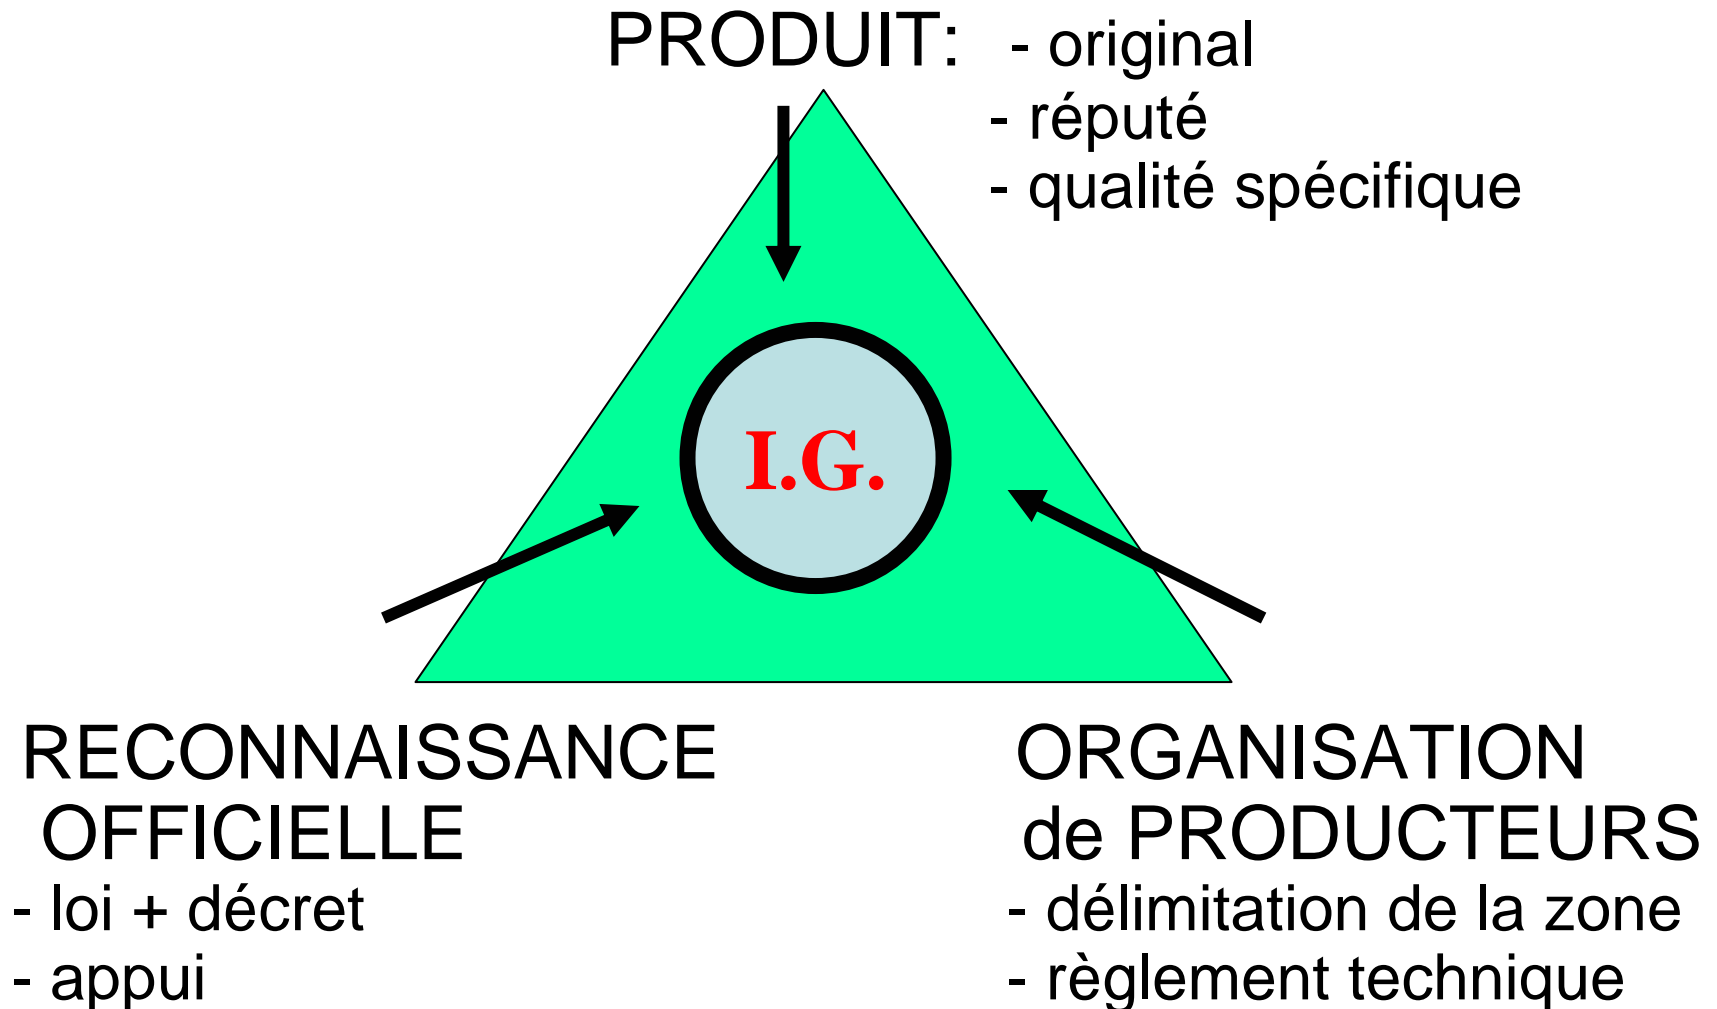 PRODUIT: - original
- réputé
- qualité spécifique
I.G.
RECONNAISSANCE
OFFICIELLE
- loi + décret
- appui
ORGANISATION
de PRODUCTEURS
- délimitation de la zone
- règlement technique